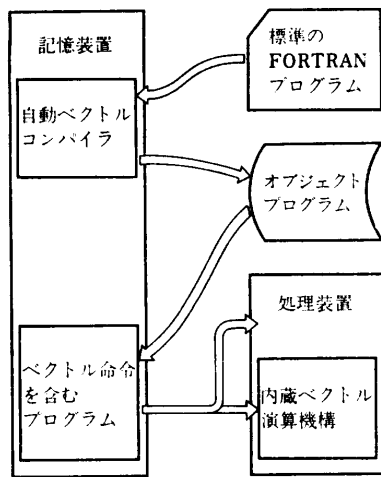 記憶装置
自動ベクトル
コンパイラ
ベクトル命令
を含む
プログラム
標準の
FORTRAN
プログラム
オブジェクト
プログラム
処理装置
内蔵ベクトル
演算機構